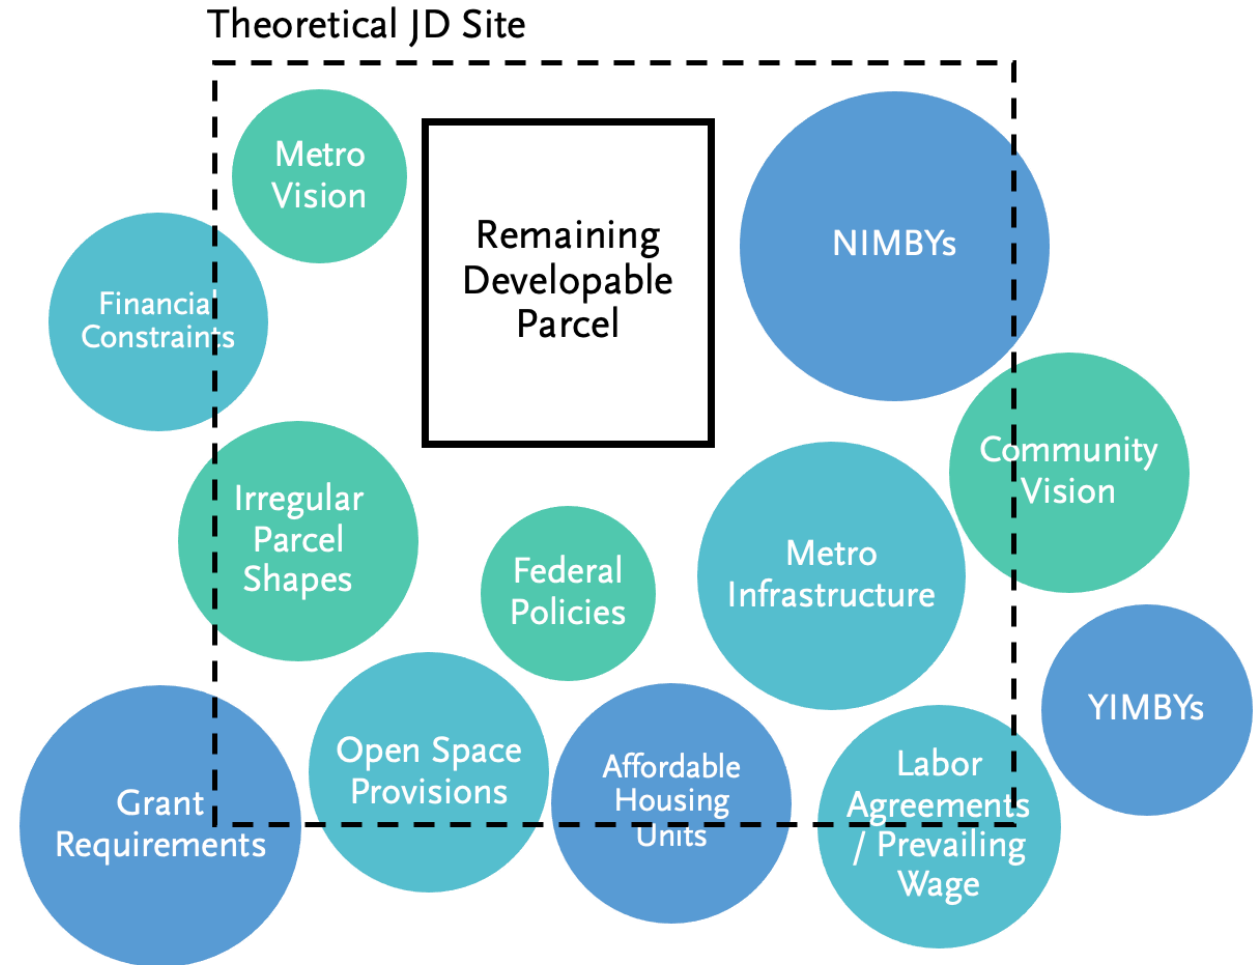 Theoretical JD Site
Metro
Vision
Remaining
Developable
Parcel
NIMBYs
Financial
Constraints
Community
Vision
Irregular
Parcel
Shapes
Federal
Policies
Metro
Infrastructure
YIMBYs
Open Space
Provisions
Affordable
Housing
Units
Labor
Agreements
/ Prevailing
Wage
Grant
Requirements